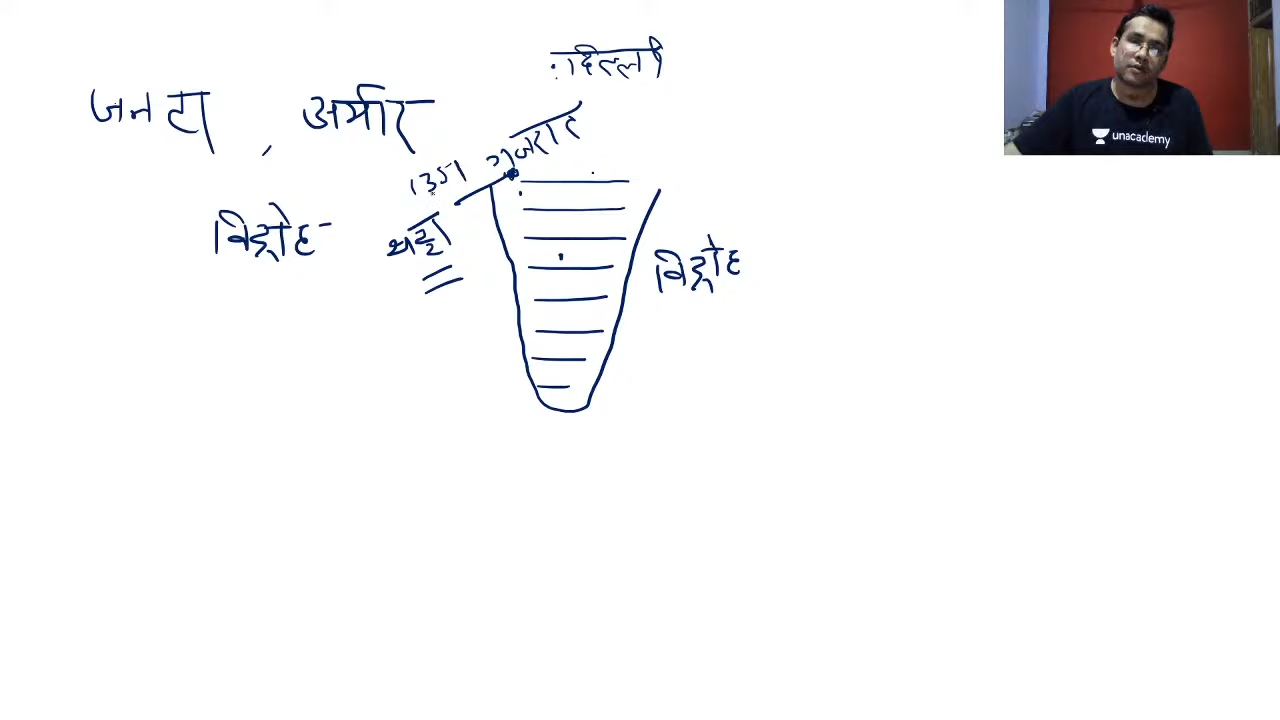 दिल्ली
जनता , अमीर
गुजरात
1351
थट्टा
विद्रोह
विद्रोह
unacademy